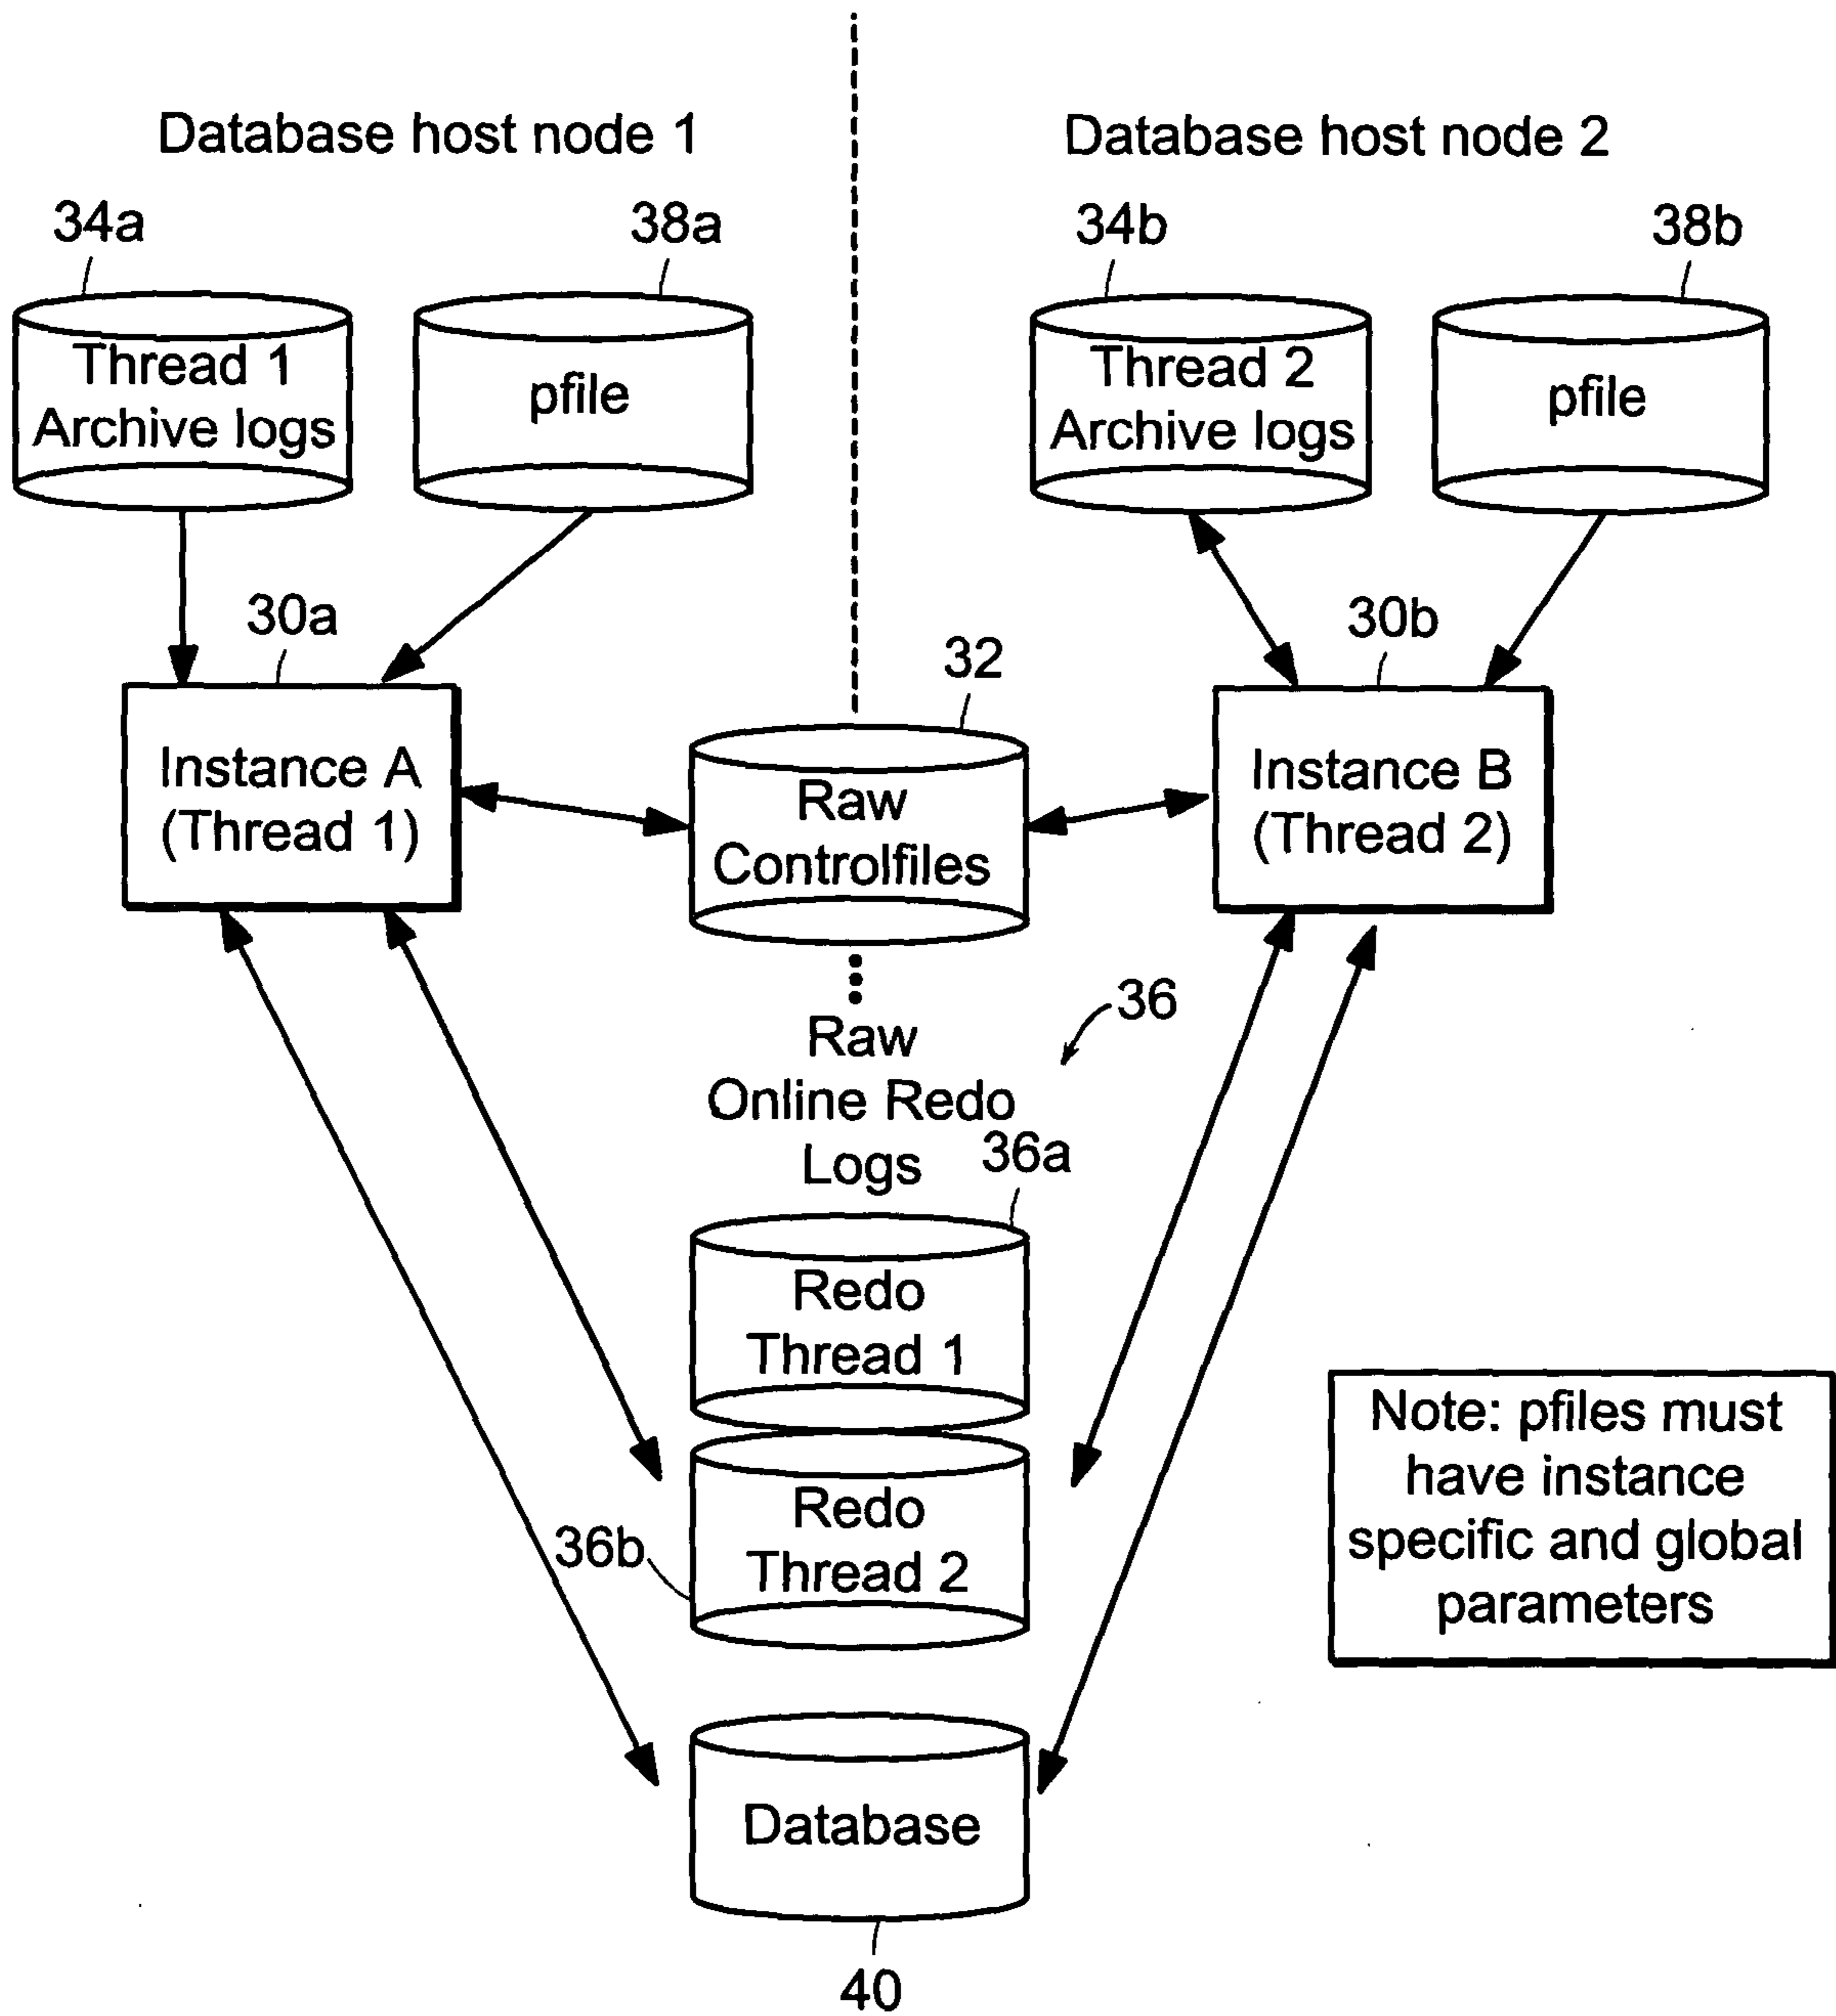 Database host node 1
Database host node 2
34a
38a
34b
38b
Thread 1
Archive logs
pfile
Thread 2
Archive logs
pfile
30a
32
30b
Instance A
(Thread 1)
Raw
Controlfiles
Instance B
(Thread 2)
36
Raw
Online Redo
Logs
36a
Redo
Thread 1
36b
Redo
Thread 2
Note: pfiles must
have instance
specific and global
parameters
Database
40